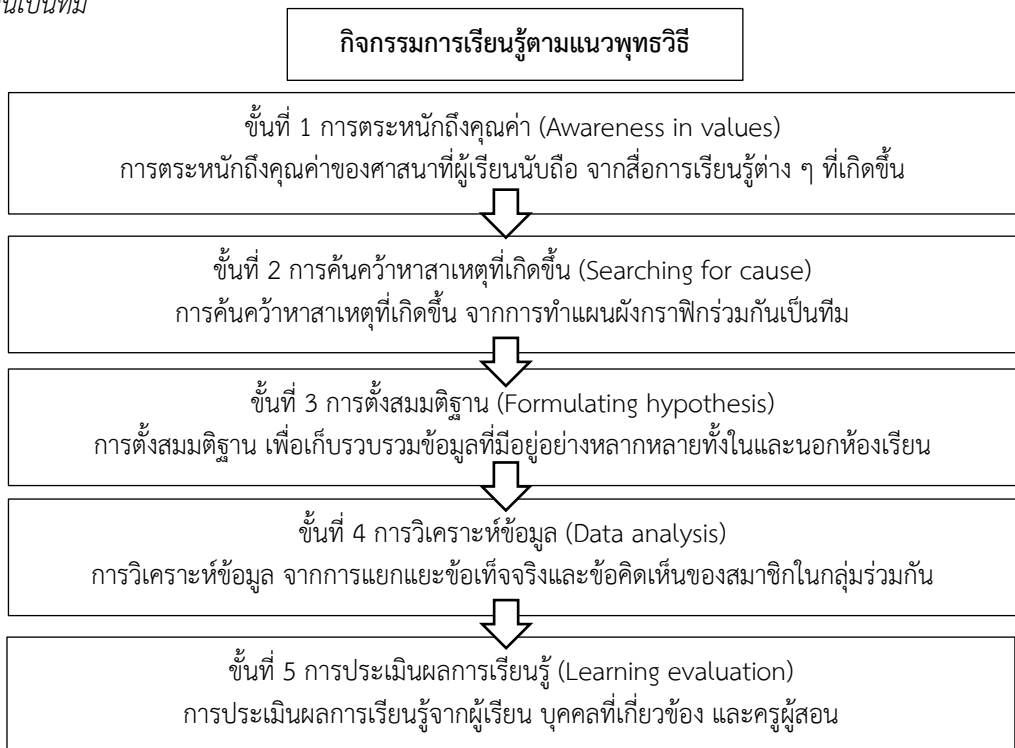 เป็นทีม
กิจกรรมการเรียนรู้ตามแนวพุทธวิธี
ขั้นที่ 1 การตระหนักถึงคุณค่า (Awareness in values)
การตระหนักถึงคุณค่าของศาสนาที่ผู้เรียนนับถือ จากสื่อการเรียนรู้ต่าง ๆ ที่เกิดขึ้น
ขั้นที่ 2 การค้นคว้าหาสาเหตุที่เกิดขึ้น (Searching for cause)
การค้นคว้าหาสาเหตุที่เกิดขึ้น จากการทำแผนผังกราฟิกร่วมกันเป็นทีม
ขั้นที่ 3 การตั้งสมมติฐาน (Formulating hypothesis)
การตั้งสมมติฐาน เพื่อเก็บรวบรวมข้อมูลที่มีอยู่อย่างหลากหลายทั้งในและนอกห้องเรียน
ขั้นที่ 4 การวิเคราะห์ข้อมูล (Data analysis)
การวิเคราะห์ข้อมูล จากการแยกแยะข้อเท็จจริงและข้อคิดเห็นของสมาชิกในกลุ่มร่วมกัน
ขั้นที่ 5 การประเมินผลการเรียนรู้ (Learning evaluation)
การประเมินผลการเรียนรู้จากผู้เรียน บุคคลที่เกี่ยวข้อง และครูผู้สอน